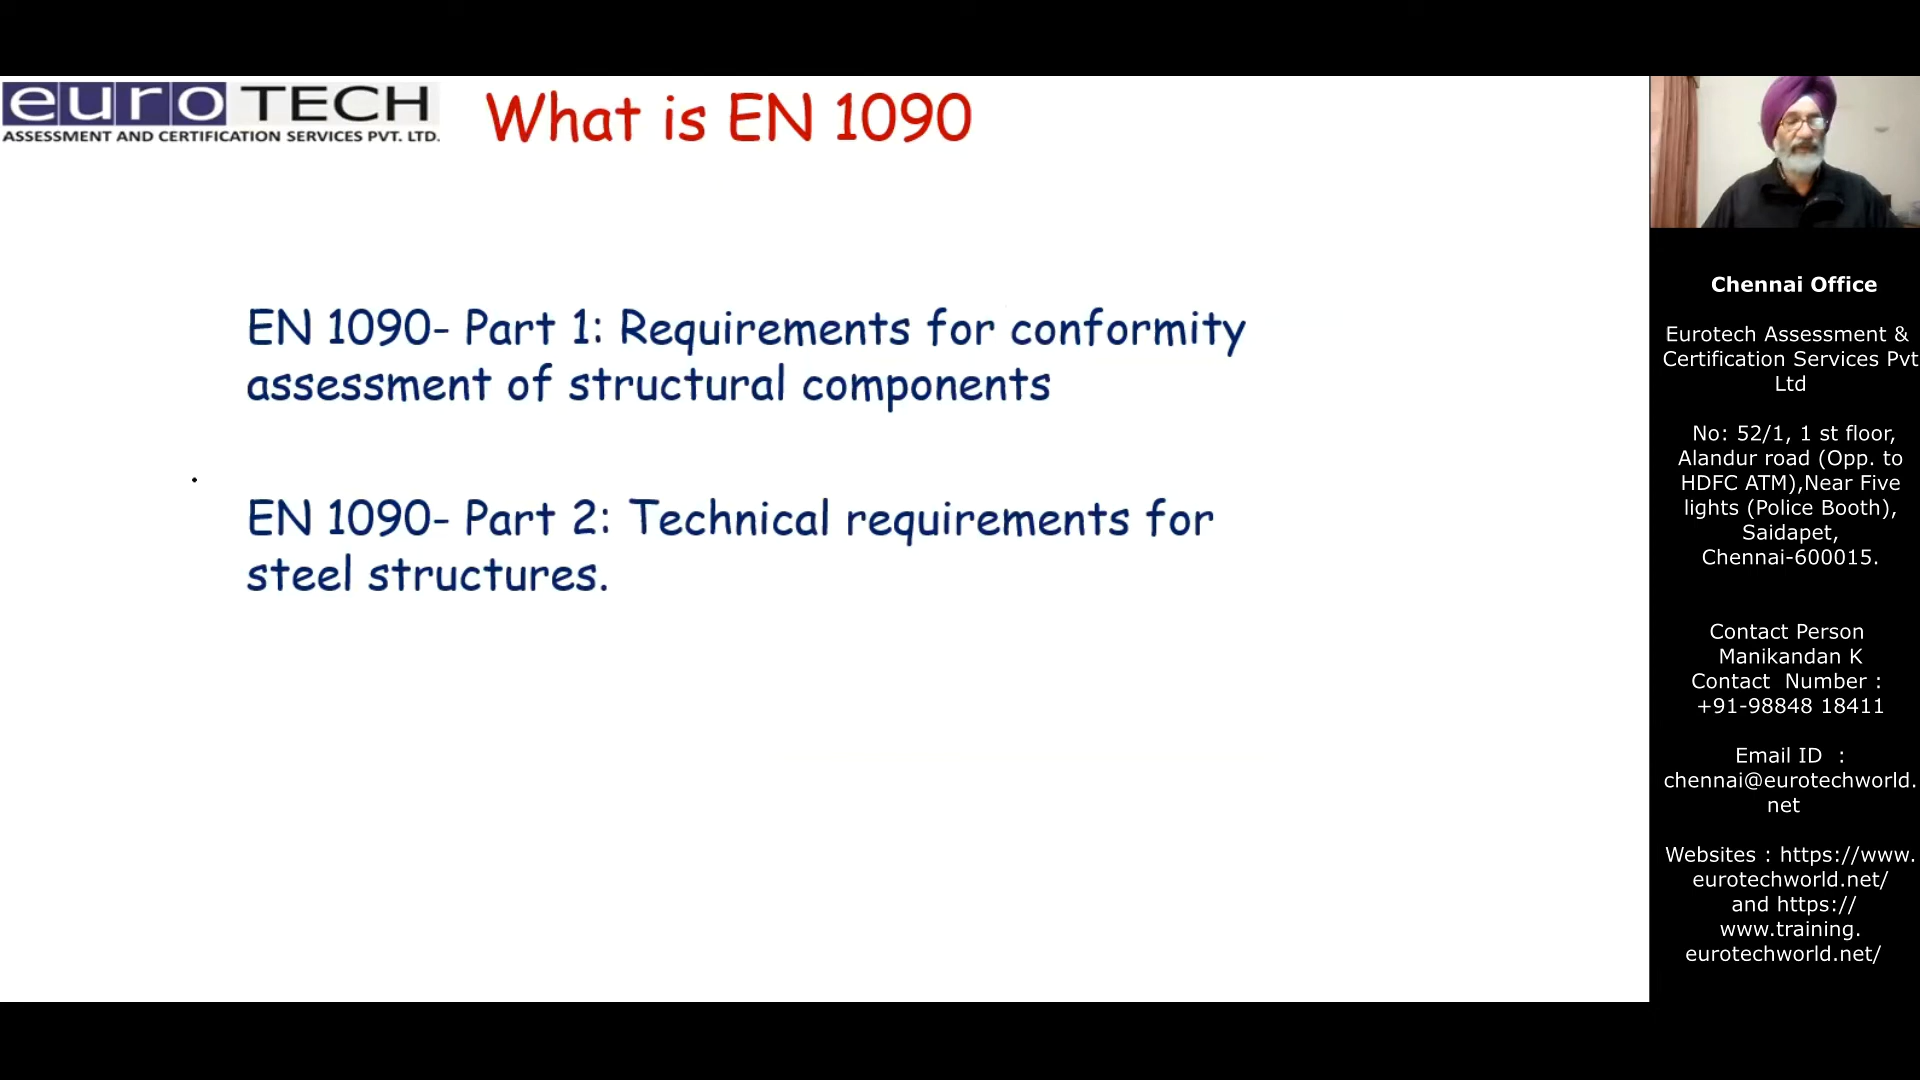 euro TECH
ASSESSMENT AND CERTIFICATION SERVICES PVT. LTD.
What is EN 1090
EN 1090- Part 1: Requirements for conformity
assessment of structural components
EN 1090- Part 2: Technical requirements for
steel structures.
Chennai Office
Eurotech Assessment &
Certification Services Pvt
Ltd
No: 52/1, 1 st floor,
Alandur road (Opp. to
HDFC ATM),Near Five
lights (Police Booth),
Saidapet,
Chennai-600015.
Contact Person
Manikandan K
Contact Number :
+91-98848 18411
Email ID :
chennai@eurotechworld.
net
Websites : https://www.
eurotechworld.net/
and https://
www.training.
eurotechworld.net/